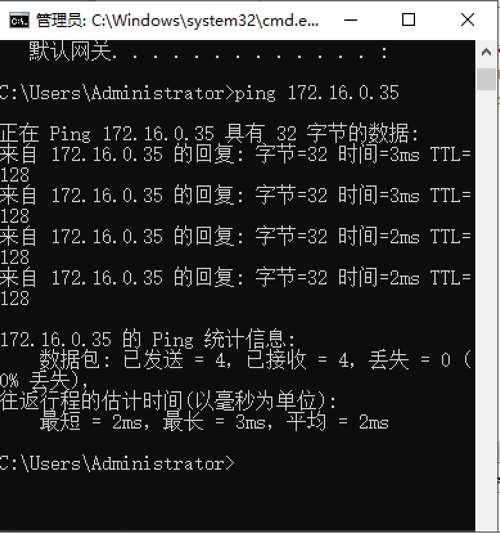 管理员: C:\Windows\system32\cmd.e...
默认网关. . . . . . . . . . . . . :
C:\Users\Administrator>ping 172.16.0.35
正在 Ping 172.16.0.35 具有 32 字节的数据:
来自 172.16.0.35 的回复: 字节=32 时间=3ms TTL=
128
来自 172.16.0.35 的回复: 字节=32 时间=3ms TTL=
128
来自 172.16.0.35 的回复: 字节=32 时间=2ms TTL=
128
来自 172.16.0.35 的回复: 字节=32 时间=2ms TTL=
128
172.16.0.35 的 Ping 统计信息:
数据包: 已发送 = 4, 已接收 = 4, 丢失 = 0 (
0% 丢失),
往返行程的估计时间(以毫秒为单位):
最短 = 2ms, 最长 = 3ms, 平均 = 2ms
C:\Users\Administrator>